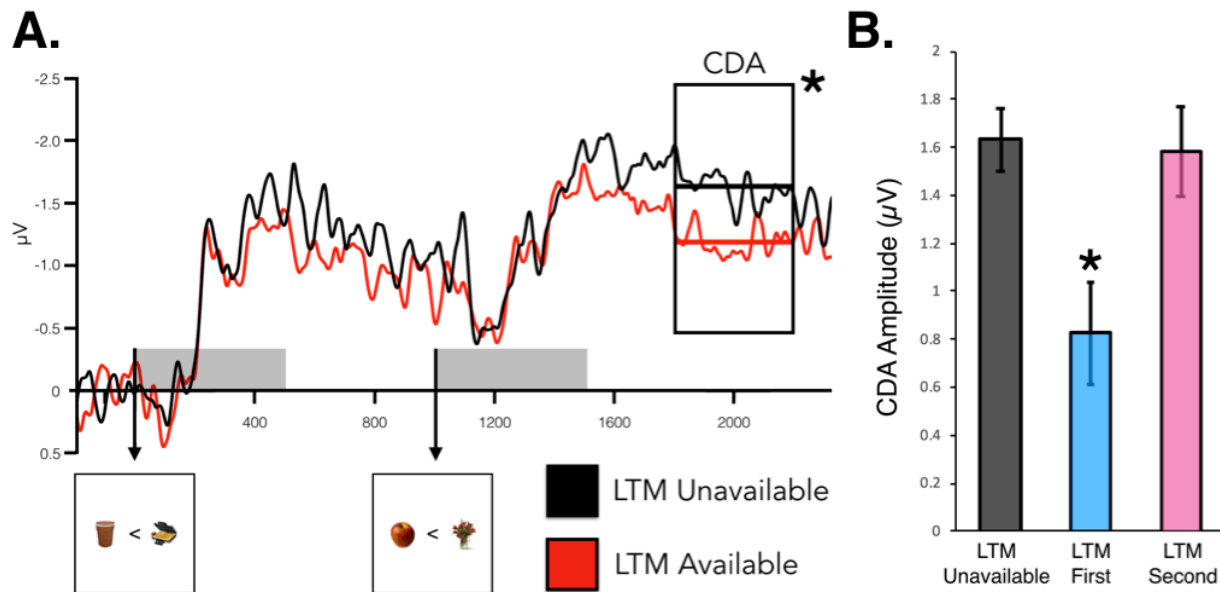 A.
CDA
*
-2.5
-2.0
-1.5
-1.0
-0.5
0
0.5
µV
400
800
1200
1600
2000
<
<
LTM Unavailable
LTM Available
B.
2
1.8
1.6
1.4
1.2
1
0.8
0.6
0.4
0.2
0
CDA Amplitude (µV)
*
LTM
Unavailable
LTM
First
LTM
Second